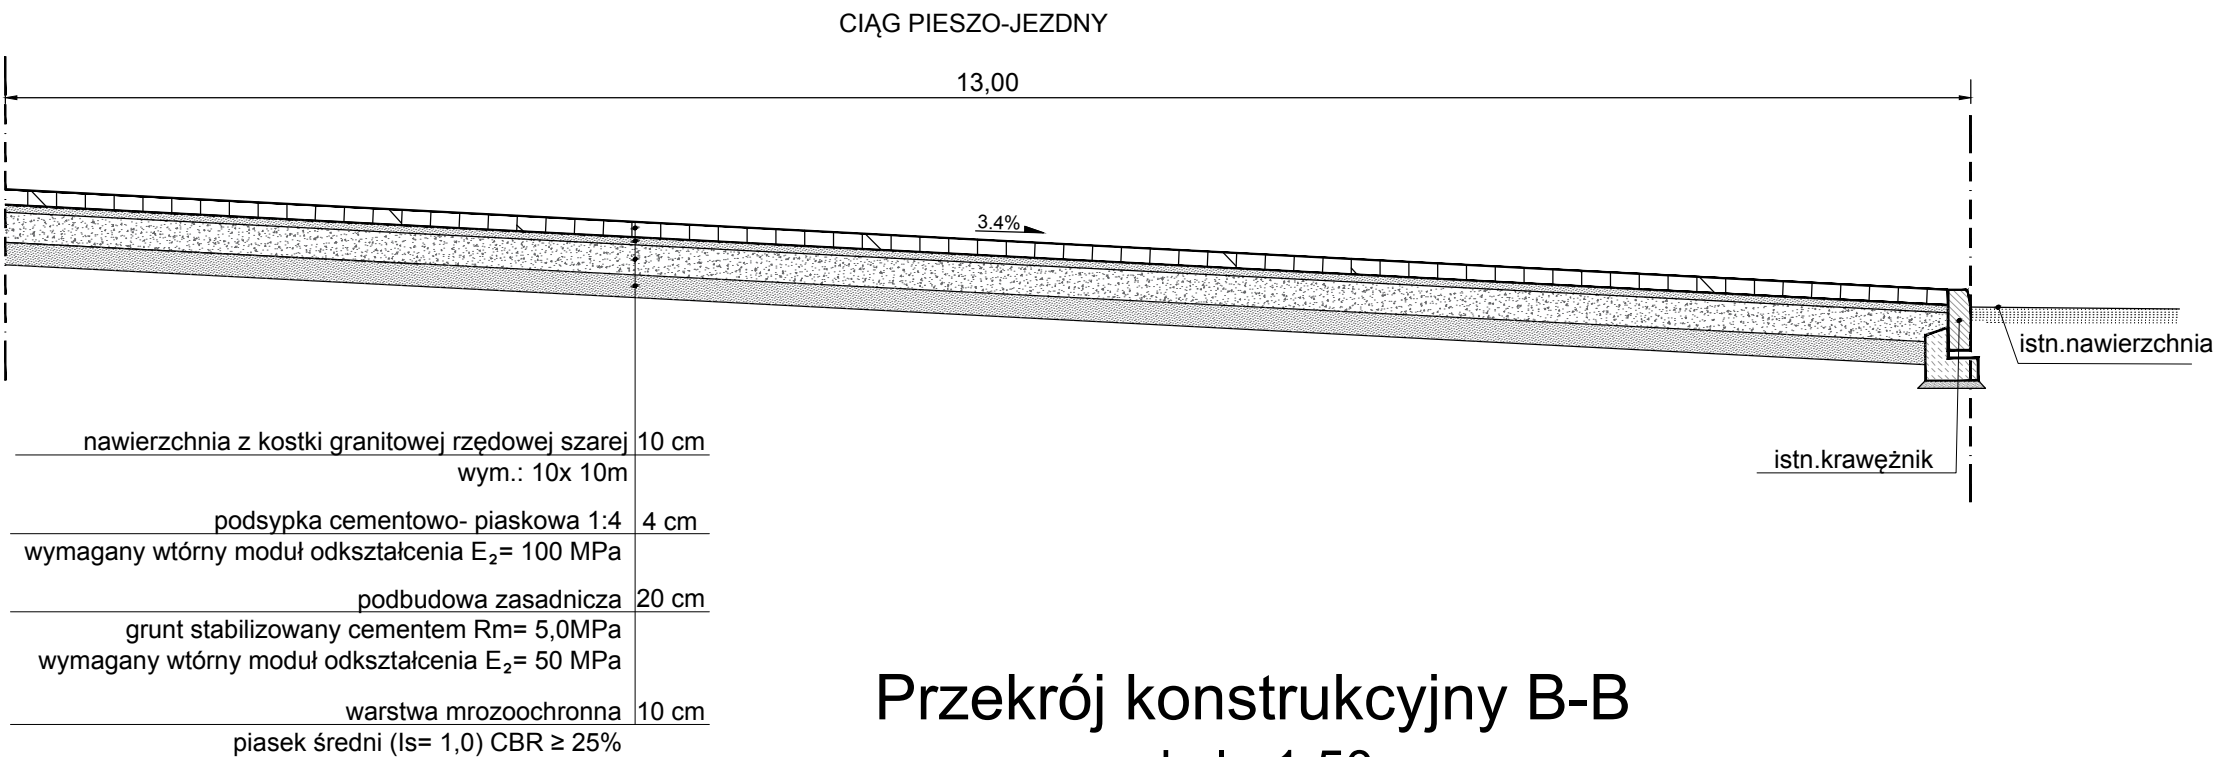 CIĄG PIESZO-JEZDNY
13,00
3.4%
istn.nawierzchnia
istn.krawężnik
nawierzchnia z kostki granitowej rzędowej szarej 10 cm
wym.: 10x 10m
podsypka cementowo- piaskowa 1:4 4 cm
wymagany wtórny moduł odkształcenia E₂= 100 MPa
podbudowa zasadnicza 20 cm
grunt stabilizowany cementem Rm= 5,0MPa
wymagany wtórny moduł odkształcenia E₂= 50 MPa
warstwa mrozoochronna 10 cm
piasek średni (Is= 1,0) CBR ≥ 25%
Przekrój konstrukcyjny B-B